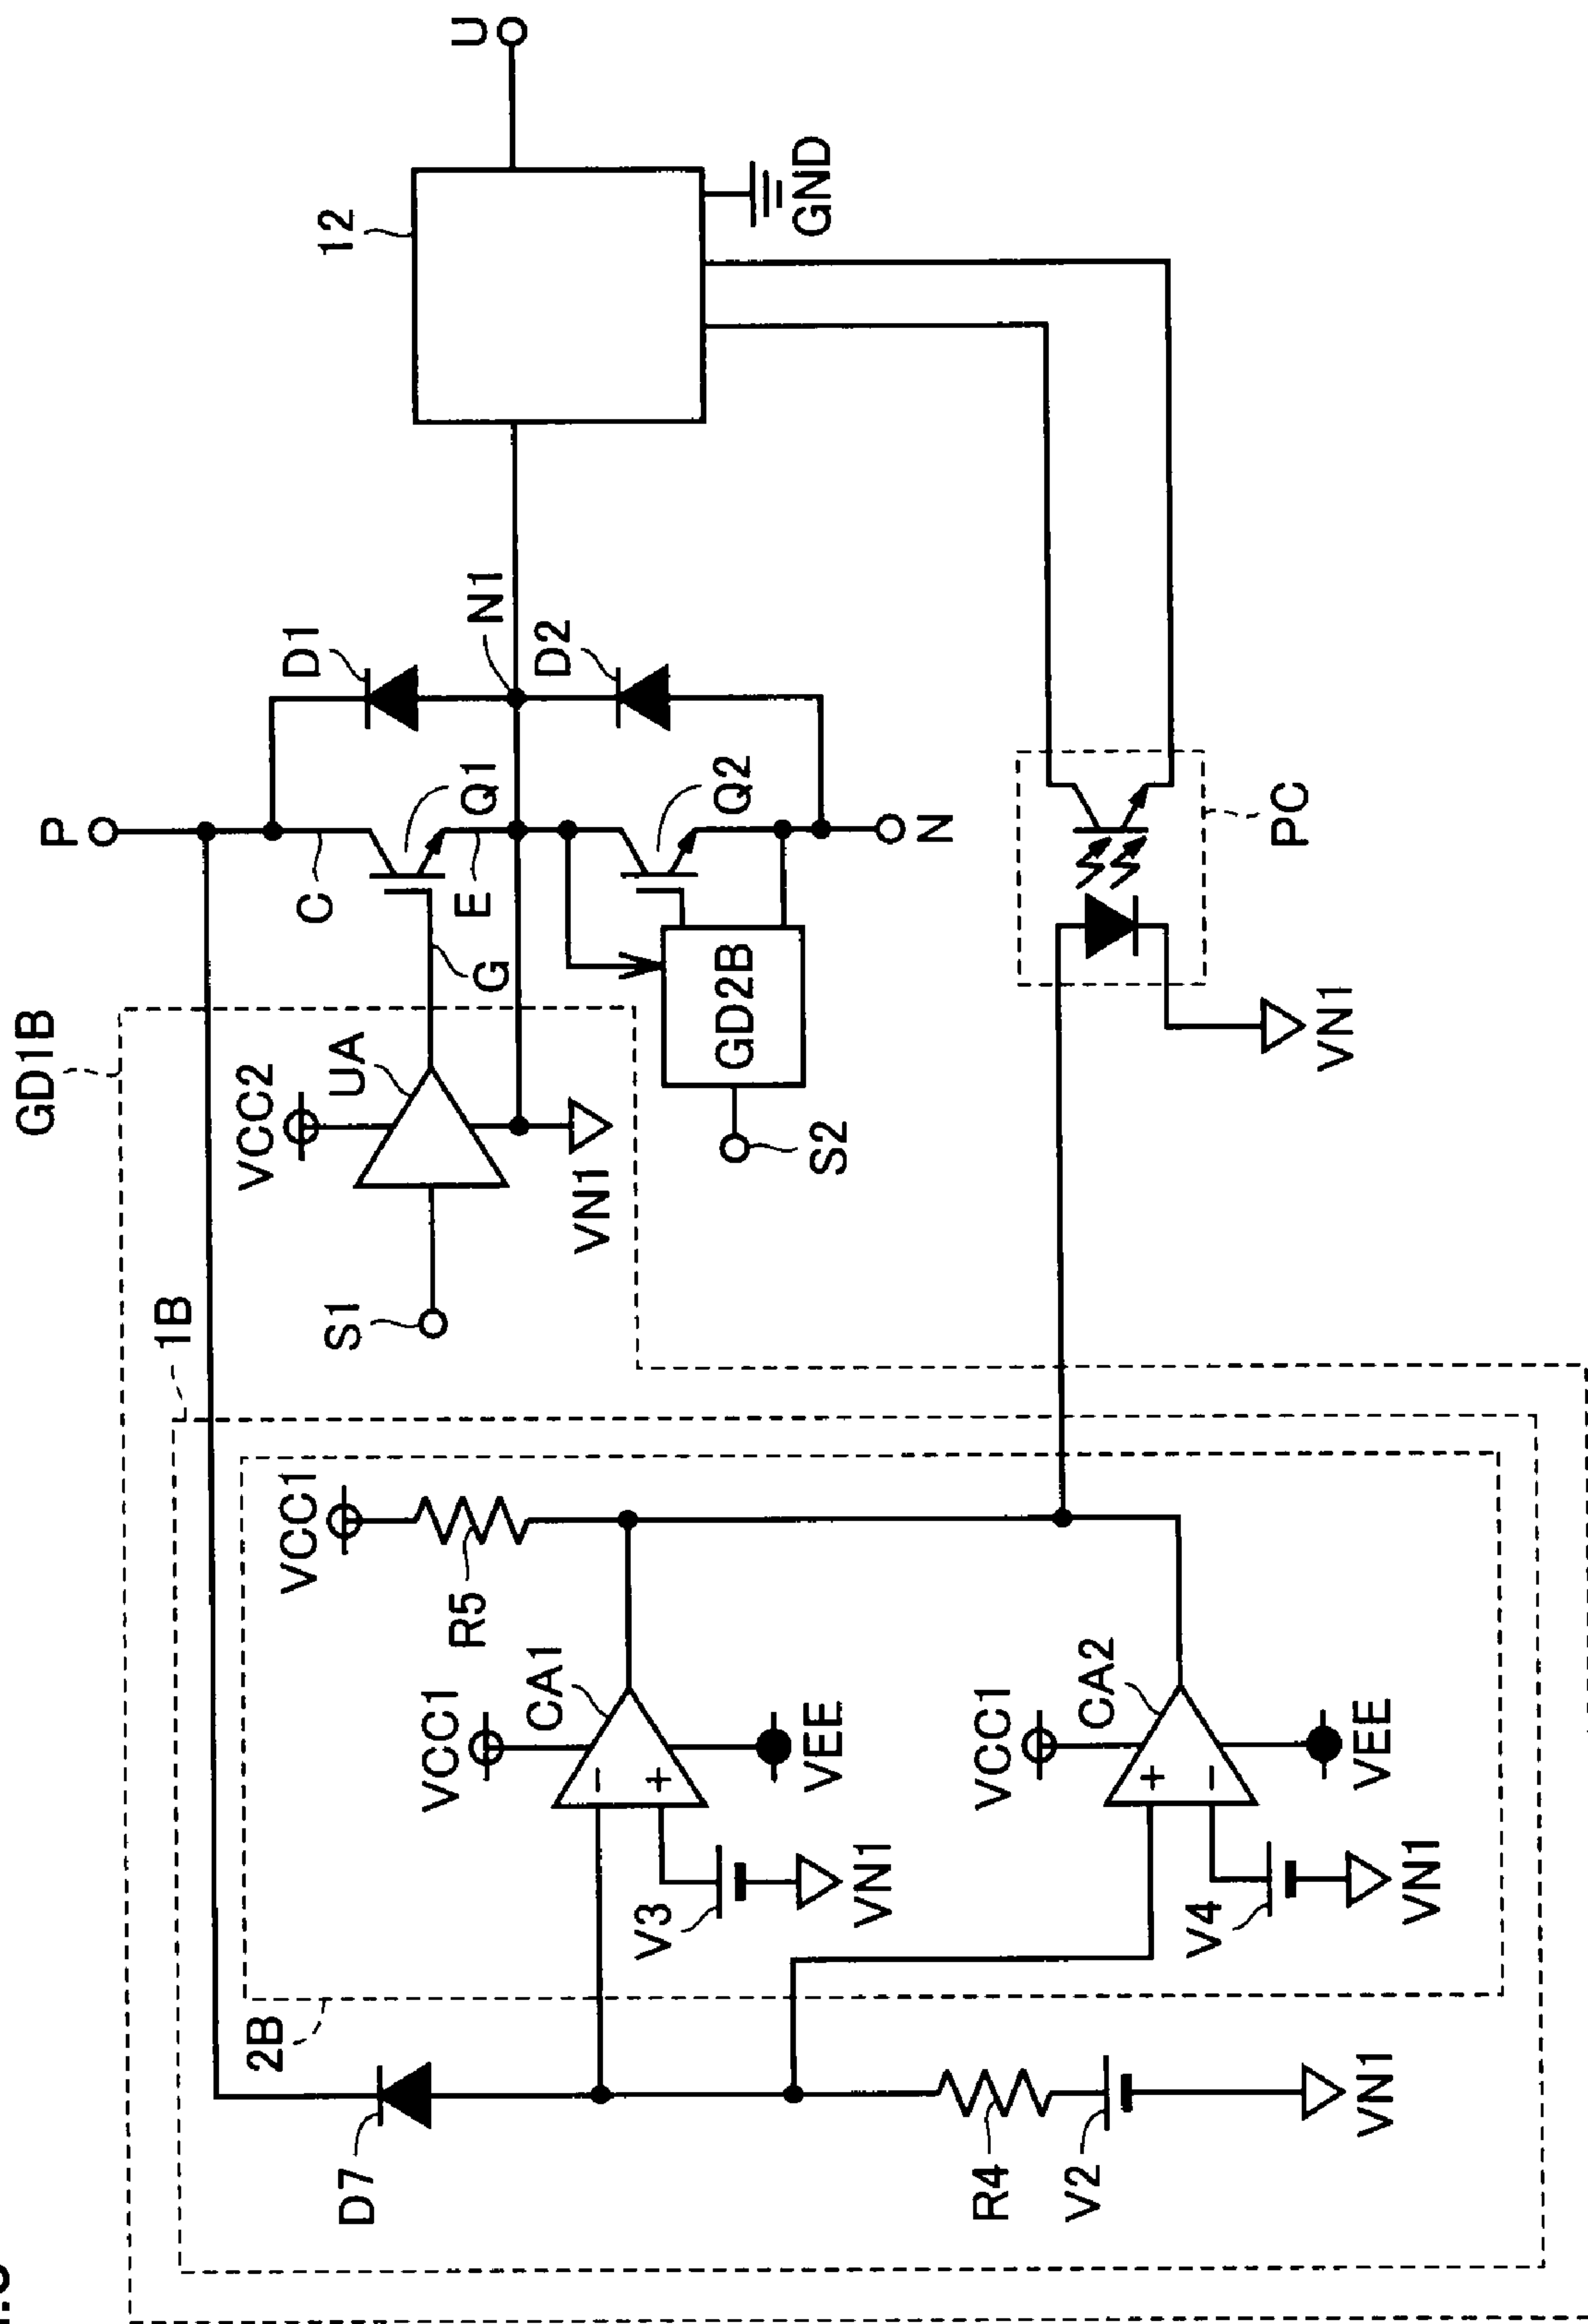 GD1B
P
U
12
GND
D1
N1
D2
C
Q1
E
G
Q2
N
VCC2
UA
VN1
S1
GD2B
S2
PC
VN1
1B
VCC1
R5
VCC1
CA1
VEE
V3
VN1
VCC1
CA2
VEE
V4
VN1
2B
D7
R4
V2
VN1